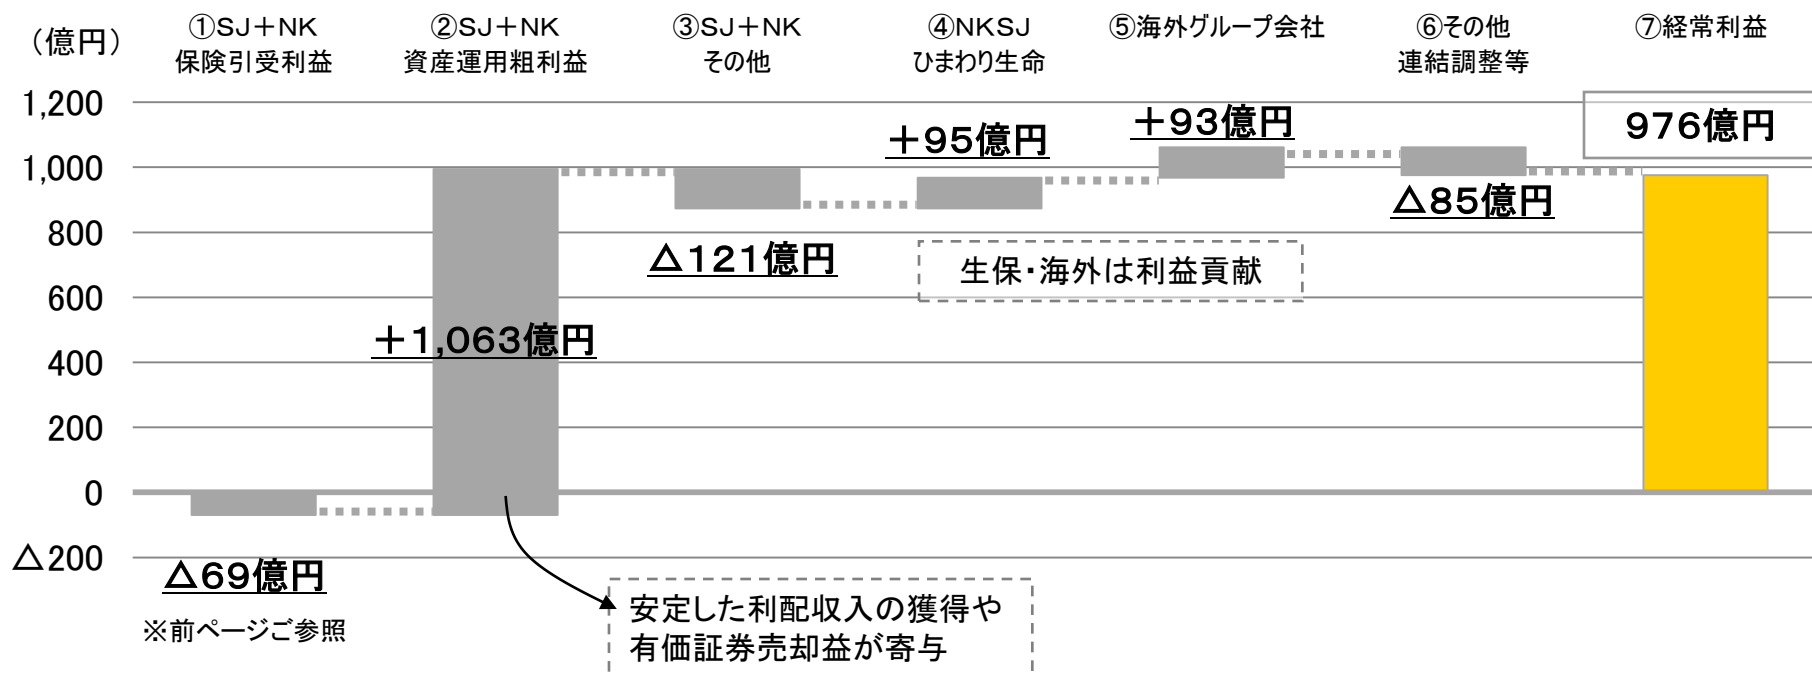 （億円）
①SJ＋NK
保険引受利益
②SJ＋NK
資産運用粗利益
③SJ＋NK
その他
④NKSJ
ひまわり生命
⑤海外グループ会社
⑥その他
連結調整等
⑦経常利益
1,200
1,000
800
600
400
200
0
△200
△69億円
※前ページご参照
＋1,063億円
△121億円
＋95億円
＋93億円
△85億円
976億円
生保・海外は利益貢献
安定した利配収入の獲得や
有価証券売却益が寄与